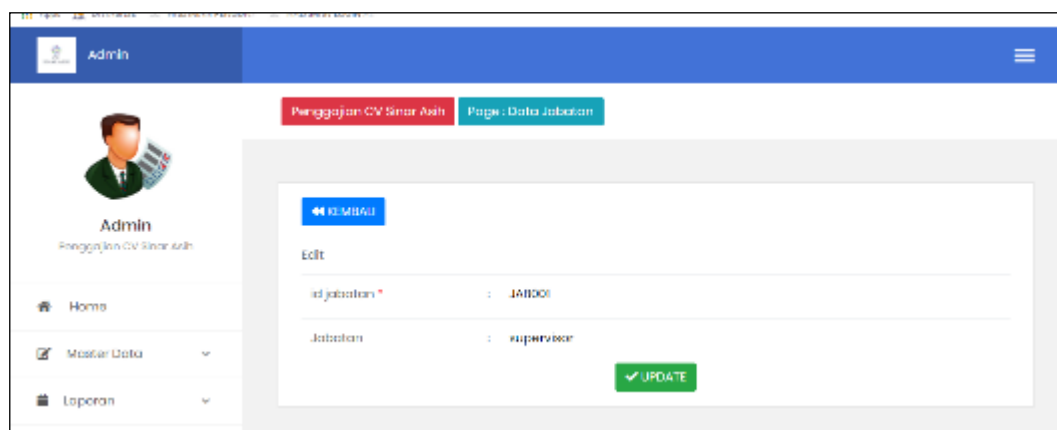 Admin
Penggajian CV Sinar Asih
Page : Data Jabatan
Admin
Penggajian CV Sinar Asih
KEMBALI
Edit
id jabatan * : JAB001
Jabatan : supervisor
UPDATE
Home
Master Data
Laporan